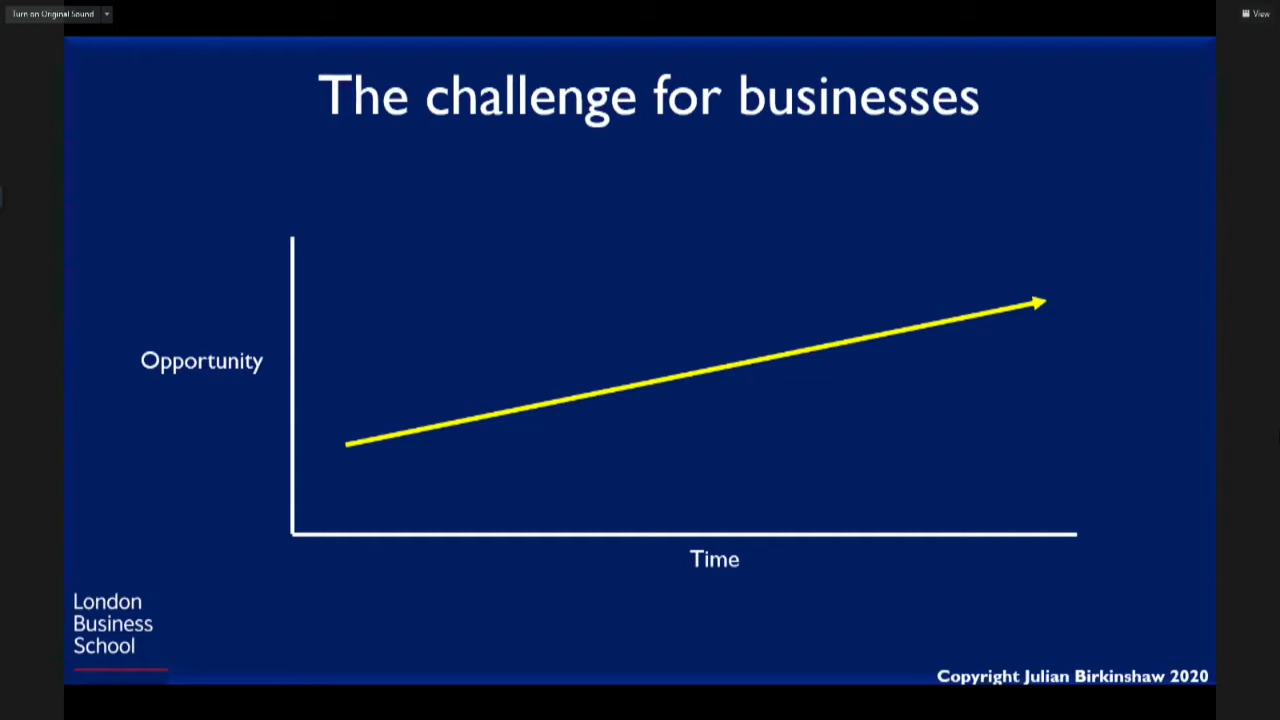 Turn on Original Sound
View
The challenge for businesses
Opportunity
Time
London
Business
School
Copyright Julian Birkinshaw 2020